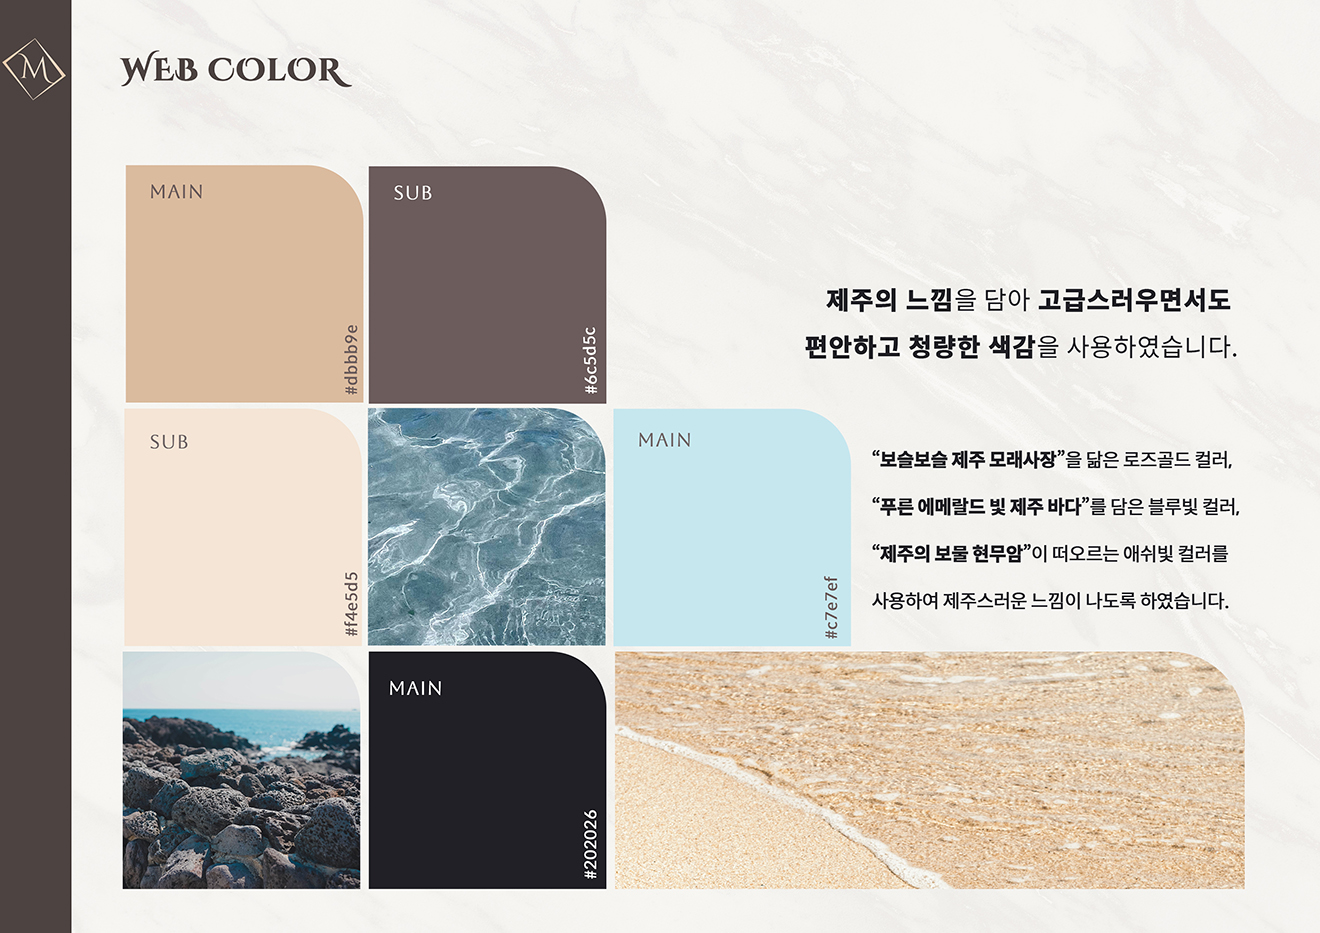 M
WEB COLOR
MAIN
#dbbb9e
SUB
#6c5d5c
제주의 느낌을 담아 고급스러우면서도
편안하고 청량한 색감을 사용하였습니다.
SUB
#f4e5d5
MAIN
#c7e7ef
“보슬보슬 제주 모래사장”을 닮은 로즈골드 컬러,
“푸른 에메랄드 빛 제주 바다”를 담은 블루빛 컬러,
“제주의 보물 현무암”이 떠오르는 애쉬빛 컬러를
사용하여 제주스러운 느낌이 나도록 하였습니다.
MAIN
#202026